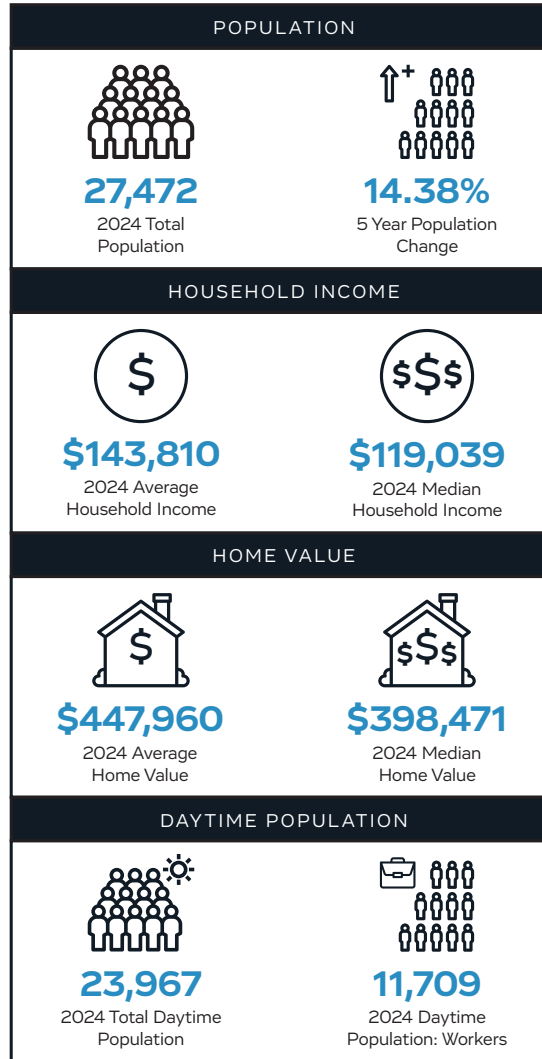 POPULATION
27,472
2024 Total
Population
14.38%
5 Year Population
Change
HOUSEHOLD INCOME
$
$143,810
2024 Average
Household Income
$$$
$119,039
2024 Median
Household Income
HOME VALUE
$
$447,960
2024 Average
Home Value
$$$
$398,471
2024 Median
Home Value
DAYTIME POPULATION
23,967
2024 Total Daytime
Population
11,709
2024 Daytime
Population: Workers